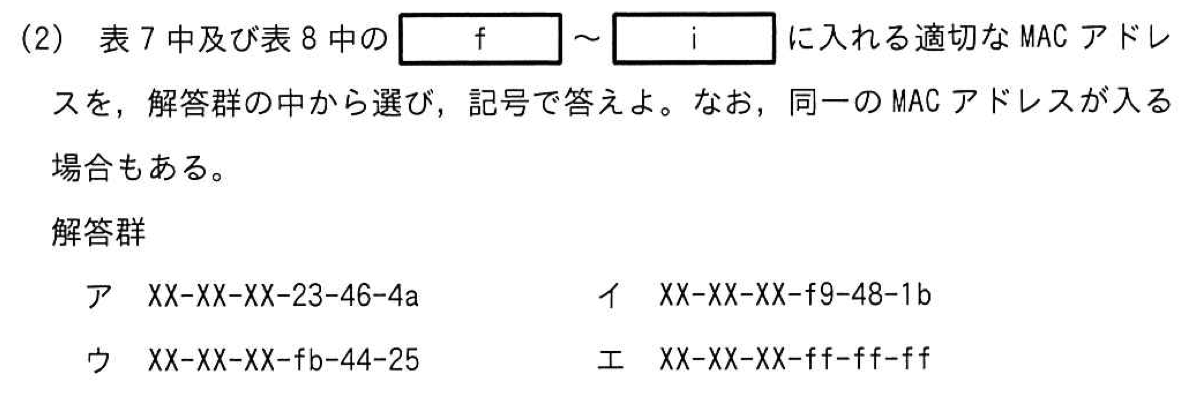 (2) 表7中及び表8中の f ～ i に入れる適切な MAC アドレ
スを，解答群の中から選び，記号で答えよ。なお，同一の MAC アドレスが入る
場合もある。
解答群
ア XX-XX-XX-23-46-4a イ XX-XX-XX-f9-48-1b
ウ XX-XX-XX-fb-44-25 エ XX-XX-XX-ff-ff-ff